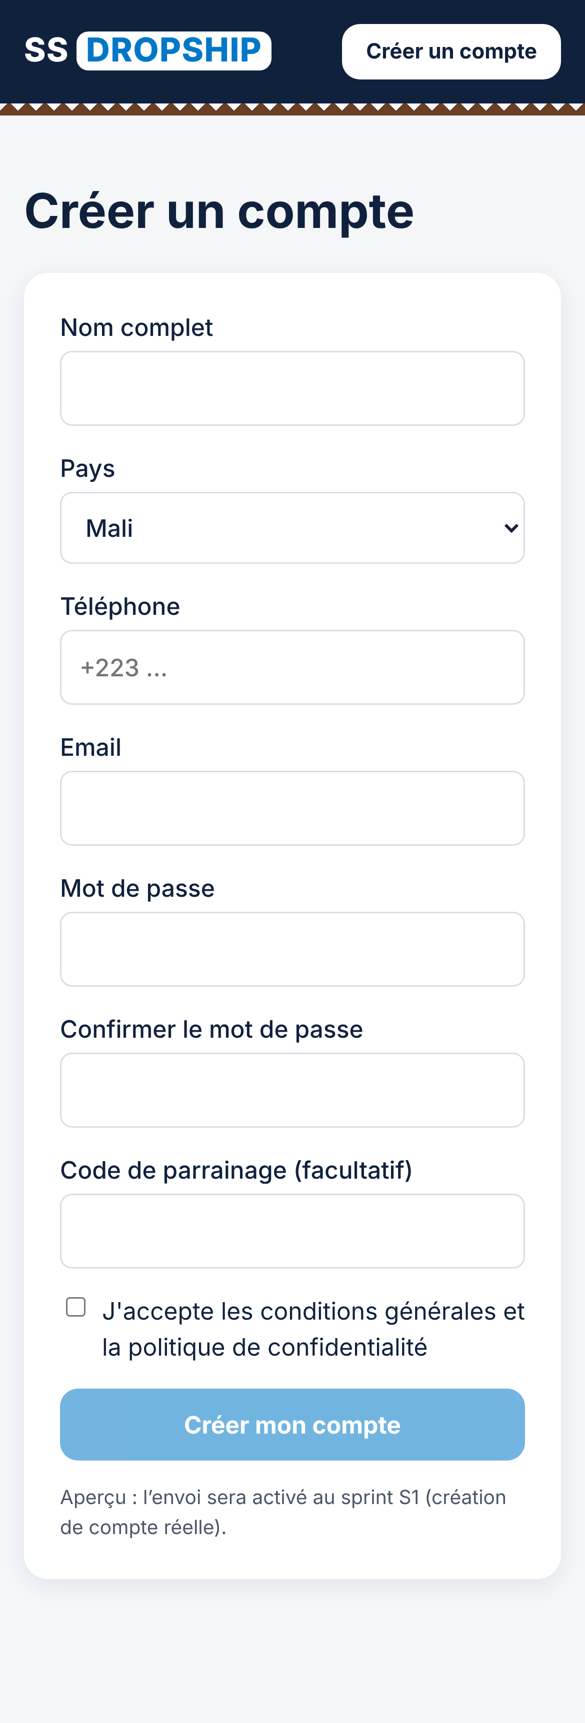 SS DROPSHIP
Créer un compte
Créer un compte
Nom complet
Pays
Mali
Téléphone
+223 ...
Email
Mot de passe
Confirmer le mot de passe
Code de parrainage (facultatif)
J'accepte les conditions générales et
la politique de confidentialité
Créer mon compte
Aperçu : l’envoi sera activé au sprint S1 (création
de compte réelle).